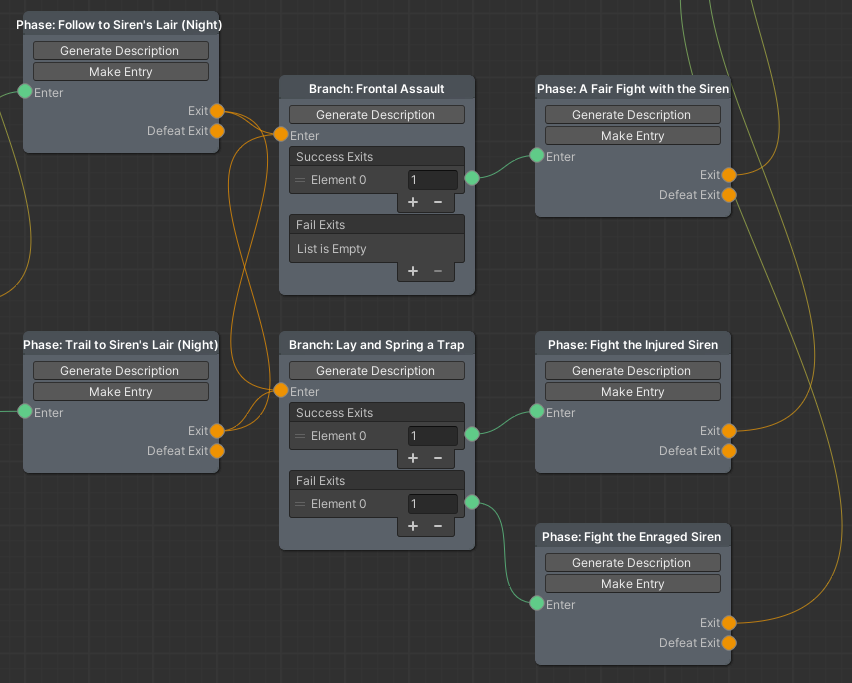 Phase: Follow to Siren's Lair (Night)
Generate Description
Make Entry
Enter
Exit
Defeat Exit
Branch: Frontal Assault
Generate Description
Enter
Success Exits
Element 0 1
+ −
Fail Exits
List is Empty
+ −
Phase: A Fair Fight with the Siren
Generate Description
Make Entry
Enter
Exit
Defeat Exit
Phase: Trail to Siren's Lair (Night)
Generate Description
Make Entry
Enter
Exit
Defeat Exit
Branch: Lay and Spring a Trap
Generate Description
Enter
Success Exits
Element 0 1
+ −
Fail Exits
Element 0 1
+ −
Phase: Fight the Injured Siren
Generate Description
Make Entry
Enter
Exit
Defeat Exit
Phase: Fight the Enraged Siren
Generate Description
Make Entry
Enter
Exit
Defeat Exit